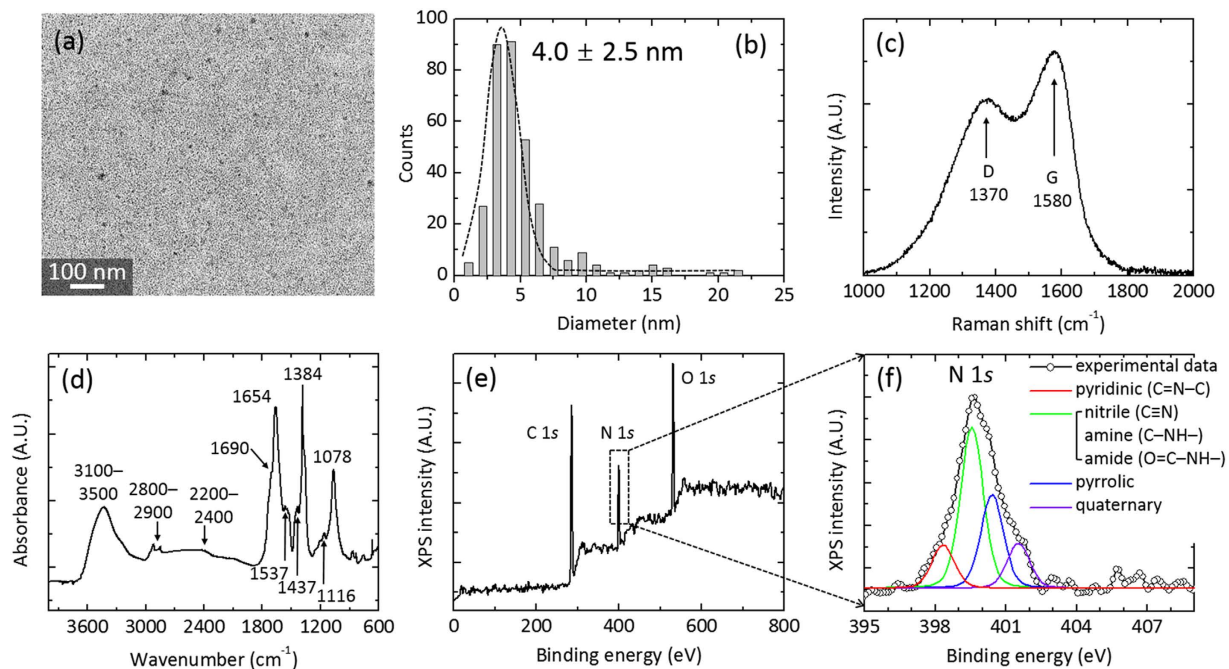 (a)
100 nm
(b)
4.0 ± 2.5 nm
100
80
60
40
20
0
Counts
0 5 10 15 20 25
Diameter (nm)
(c)
D
1370
G
1580
Intensity (A.U.)
1000 1200 1400 1600 1800 2000
Raman shift (cm⁻¹)
(d)
1384
1654
1690
1078
3100–
3500
2800–
2900
2200–
2400
1537
1437
1116
Absorbance (A.U.)
3600 3000 2400 1800 1200 600
Wavenumber (cm⁻¹)
(e)
O 1s
C 1s
N 1s
XPS intensity (A.U.)
0 200 400 600 800
Binding energy (eV)
(f)
N 1s
experimental data
pyridinic (C=N–C)
nitrile (C≡N)
amine (C–NH–)
amide (O=C–NH–)
pyrrolic
quaternary
XPS intensity (A.U.)
395 398 401 404 407
Binding energy (eV)